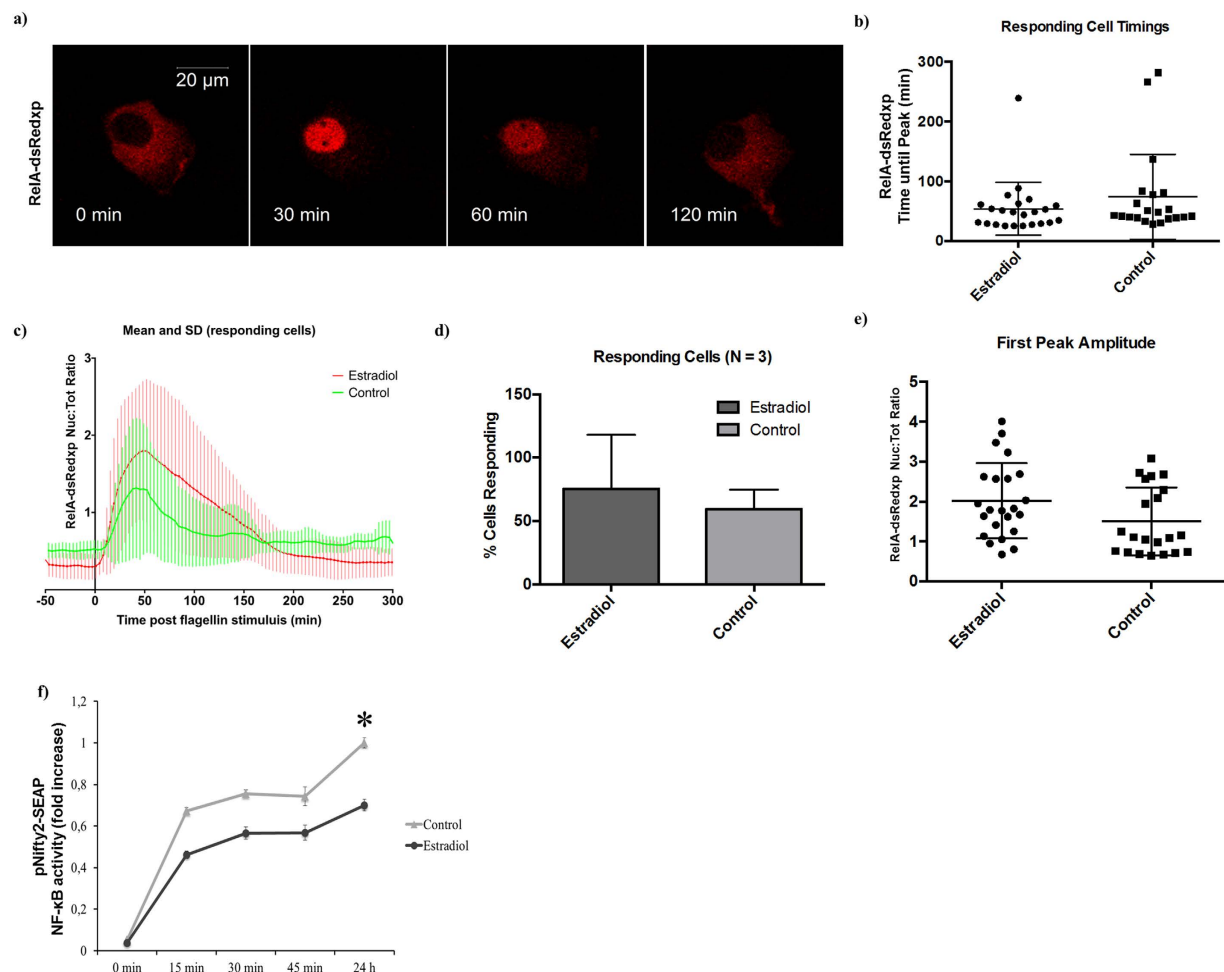 a)
RelA-dsRedxp
20 µm
0 min
30 min
60 min
120 min
b)
Responding Cell Timings
RelA-dsRedxp
Time until Peak (min)
300
200
100
0
Estradiol
Control
c)
Mean and SD (responding cells)
RelA-dsRedxp Nuc:Tot Ratio
3
2
1
Estradiol
Control
-50
0
50
100
150
200
250
300
Time post flagellin stimuluis (min)
d)
Responding Cells (N = 3)
% Cells Responding
150
100
50
0
Estradiol
Control
Estradiol
Control
e)
First Peak Amplitude
RelA-dsRedxp Nuc:Tot Ratio
5
4
3
2
1
0
Estradiol
Control
f)
pNifty2-SEAP
NF-κB activity (fold increase)
1,2
1
0,8
0,6
0,4
0,2
0
*
Control
Estradiol
0 min
15 min
30 min
45 min
24 h